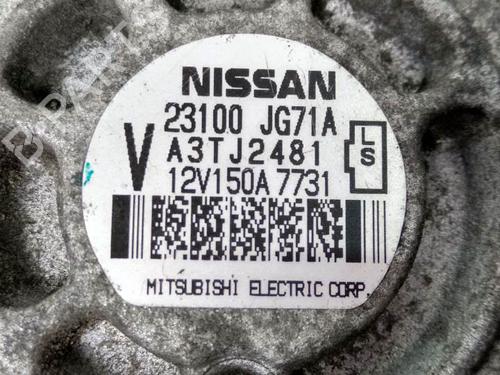 NISSAN
23100 JG71A
V A3TJ2481 LS
12V150A 7731
MITSUBISHI ELECTRIC CORP.